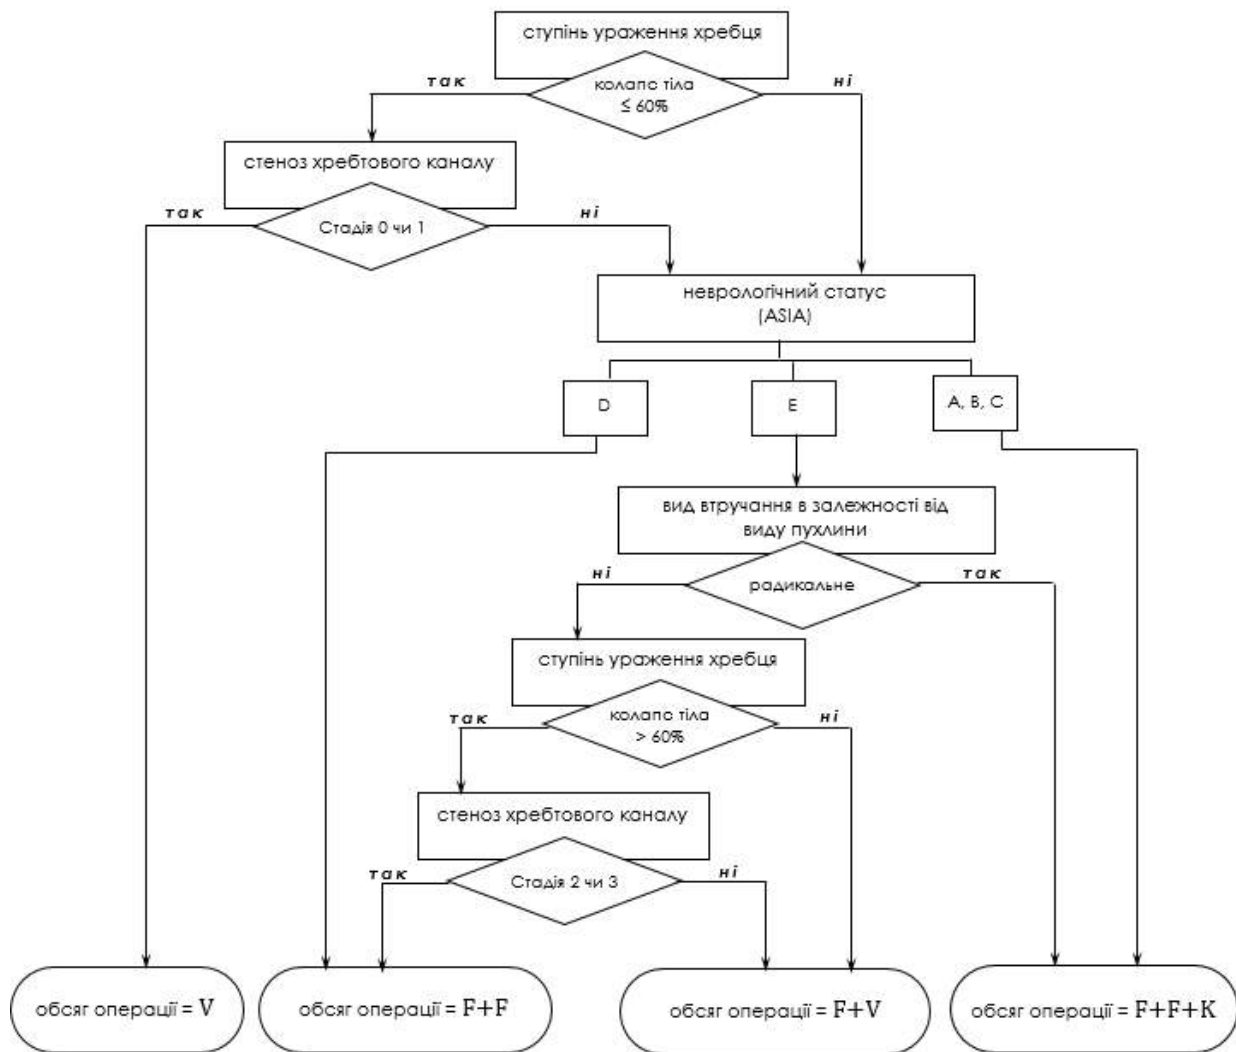 ступінь ураження хребця
колапс тіла
≤ 60%
так
ні
стеноз хребтового каналу
Стадія 0 чи 1
так
ні
неврологічний статус
(ASIA)
D
E
A, B, C
вид втручання в залежності від
виду пухлини
радикальне
ні
так
ступінь ураження хребця
колапс тіла
> 60%
так
ні
стеноз хребтового каналу
Стадія 2 чи 3
так
ні
обсяг операції = V
обсяг операції = F+F
обсяг операції = F+V
обсяг операції = F+F+K